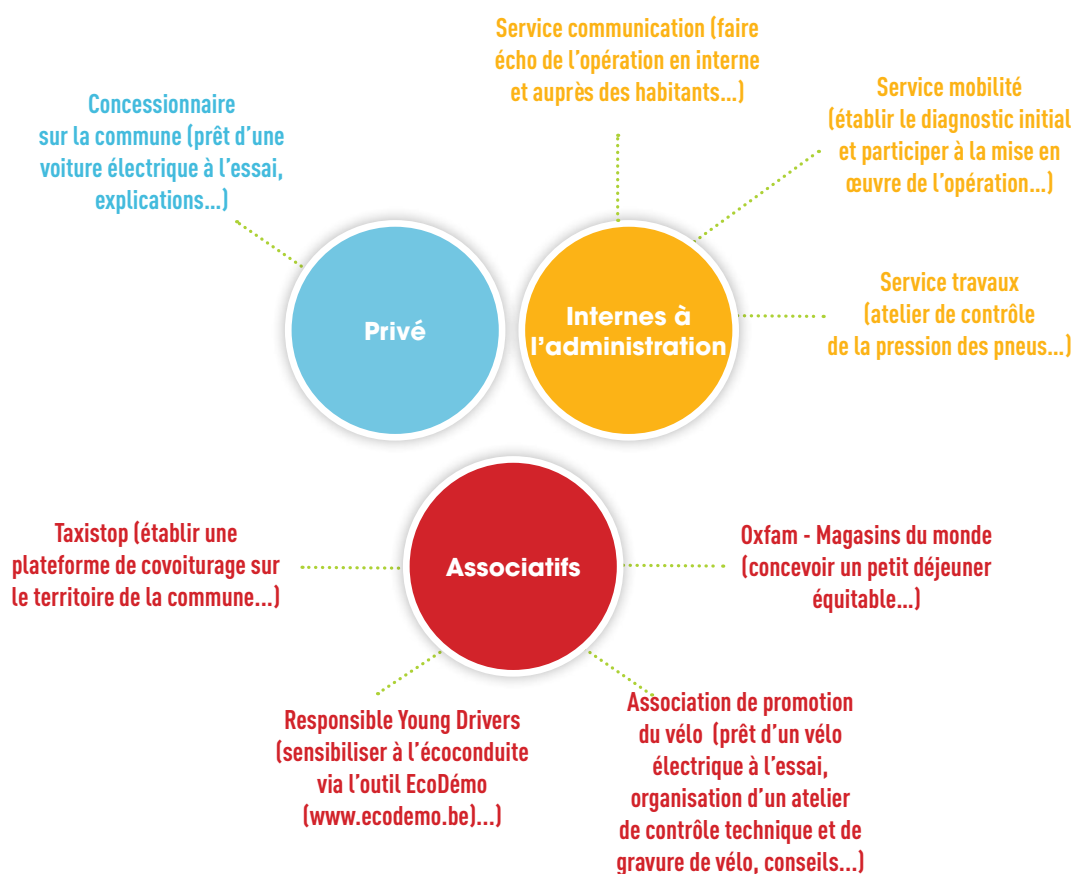 Service communication (faire
écho de l'opération en interne
et auprès des habitants...)
Concessionnaire
sur la commune (prêt d'une
voiture électrique à l'essai,
explications...)
Service mobilité
(établir le diagnostic initial
et participer à la mise en
œuvre de l'opération...)
Privé
Internes à
l'administration
Service travaux
(atelier de contrôle
de la pression des pneus...)
Associatifs
Taxistop (établir une
plateforme de covoiturage sur
le territoire de la commune...)
Oxfam - Magasins du monde
(concevoir un petit déjeuner
équitable...)
Responsible Young Drivers
(sensibiliser à l'écoconduite
via l'outil EcoDémo
(www.ecodemo.be)...)
Association de promotion
du vélo (prêt d'un vélo
électrique à l'essai,
organisation d'un atelier
de contrôle technique et de
gravure de vélo, conseils...)